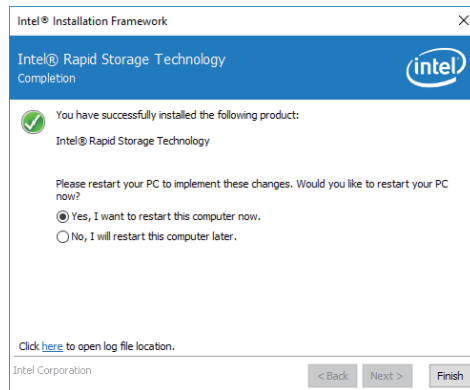 Intel® Installation Framework
Intel® Rapid Storage Technology
Completion
intel
You have successfully installed the following product:
Intel® Rapid Storage Technology
Please restart your PC to implement these changes. Would you like to restart your PC
now?
Yes, I want to restart this computer now.
No, I will restart this computer later.
Click here to open log file location.
Intel Corporation
< Back
Next >
Finish